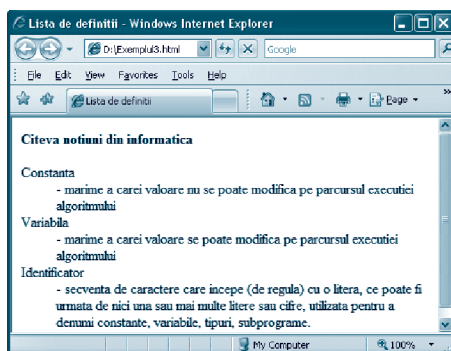 Lista de definitii - Windows Internet Explorer
D:\Exemplul3.html
Google
File Edit View Favorites Tools Help
Lista de definitii
Page
Citeva notiuni din informatica
Constanta
- marime a carei valoare nu se poate modifica pe parcursul executiei
algoritmului
Variabila
- marime a carei valoare se poate modifica pe parcursul executiei
algoritmului
Identificator
- secventa de caractere care incepe (de regula) cu o litera, ce poate fi
urmata de nici una sau mai multe litere sau cifre, utilizata pentru a
denumi constante, variabile, tipuri, subprograme.
My Computer 100%